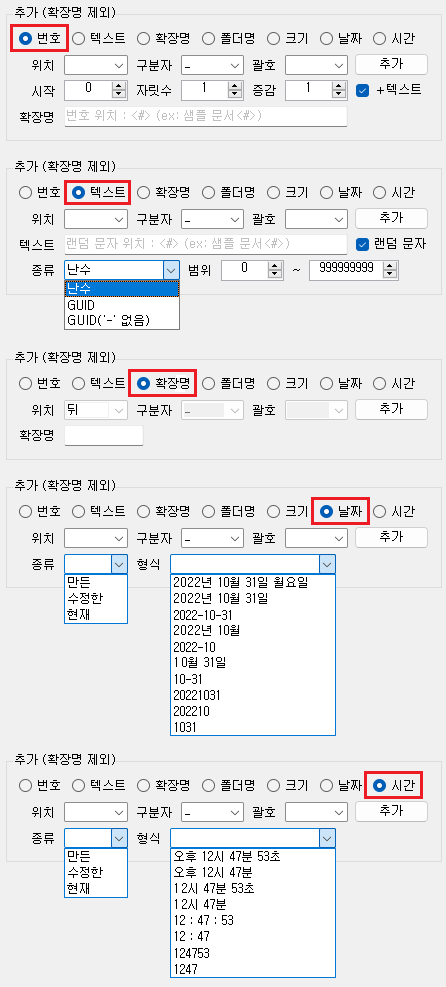 추가 (확장명 제외)
번호 텍스트 확장명 폴더명 크기 날짜 시간
위치 구분자 _ 괄호 추가
시작 0 자릿수 1 증감 1 +텍스트
확장명 번호 위치 : <#> (ex: 샘플 문서<#>)
추가 (확장명 제외)
번호 텍스트 확장명 폴더명 크기 날짜 시간
위치 구분자 _ 괄호 추가
텍스트 랜덤 문자 위치 : <#> (ex: 샘플 문서<#>) 랜덤 문자
종류 난수 범위 0 ~ 999999999
난수
GUID
GUID('-' 없음)
추가 (확장명 제외)
번호 텍스트 확장명 폴더명 크기 날짜 시간
위치 뒤 구분자 _ 괄호 추가
확장명
추가 (확장명 제외)
번호 텍스트 확장명 폴더명 크기 날짜 시간
위치 구분자 _ 괄호 추가
종류 형식
만든
수정한
현재
2022년 10월 31일 월요일
2022년 10월 31일
2022-10-31
2022년 10월
2022-10
10월 31일
10-31
20221031
202210
1031
추가 (확장명 제외)
번호 텍스트 확장명 폴더명 크기 날짜 시간
위치 구분자 _ 괄호 추가
종류 형식
만든
수정한
현재
오후 12시 47분 53초
오후 12시 47분
12시 47분 53초
12시 47분
12 : 47 : 53
12 : 47
124753
1247